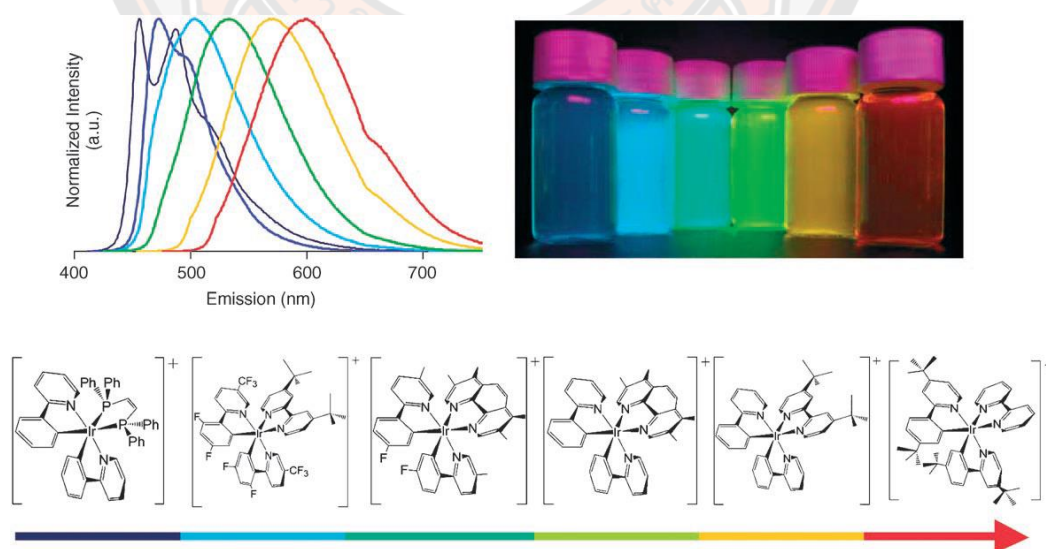 Normalized Intensity
(a.u.)
400
500
600
700
Emission (nm)
+
+
+
+
+
+
Ph
Ph
P
N
Ir
P
Ph
Ph
N
CF₃
N
N
F
Ir
N
F
F
N
CF₃
F
N
N
Ir
N
F
F
N
N
N
Ir
N
N
N
N
Ir
N
N
N
N
Ir
N
N